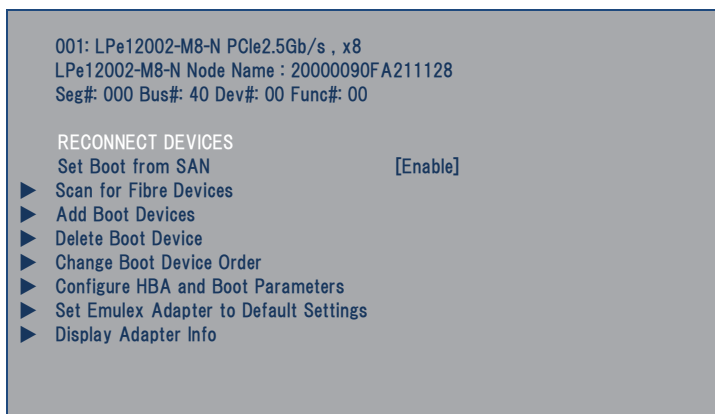 001: LPe12002-M8-N PCIe2.5Gb/s , x8
LPe12002-M8-N Node Name : 20000090FA211128
Seg#: 000 Bus#: 40 Dev#: 00 Func#: 00
RECONNECT DEVICES
Set Boot from SAN [Enable]
Scan for Fibre Devices
Add Boot Devices
Delete Boot Device
Change Boot Device Order
Configure HBA and Boot Parameters
Set Emulex Adapter to Default Settings
Display Adapter Info